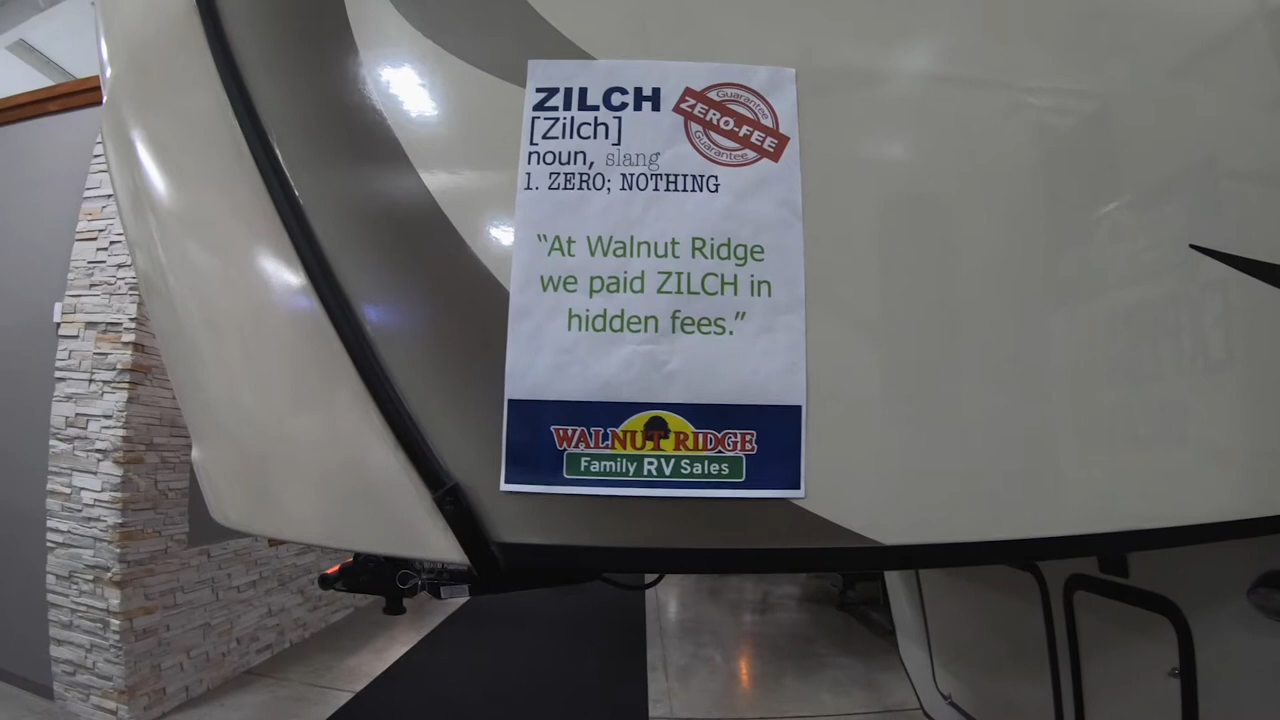 ZILCH
[Zilch]
noun, slang
1. ZERO; NOTHING
Guarantee
ZERO-FEE
Guarantee
“At Walnut Ridge
we paid ZILCH in
hidden fees.”
WALNUT RIDGE
Family RV Sales